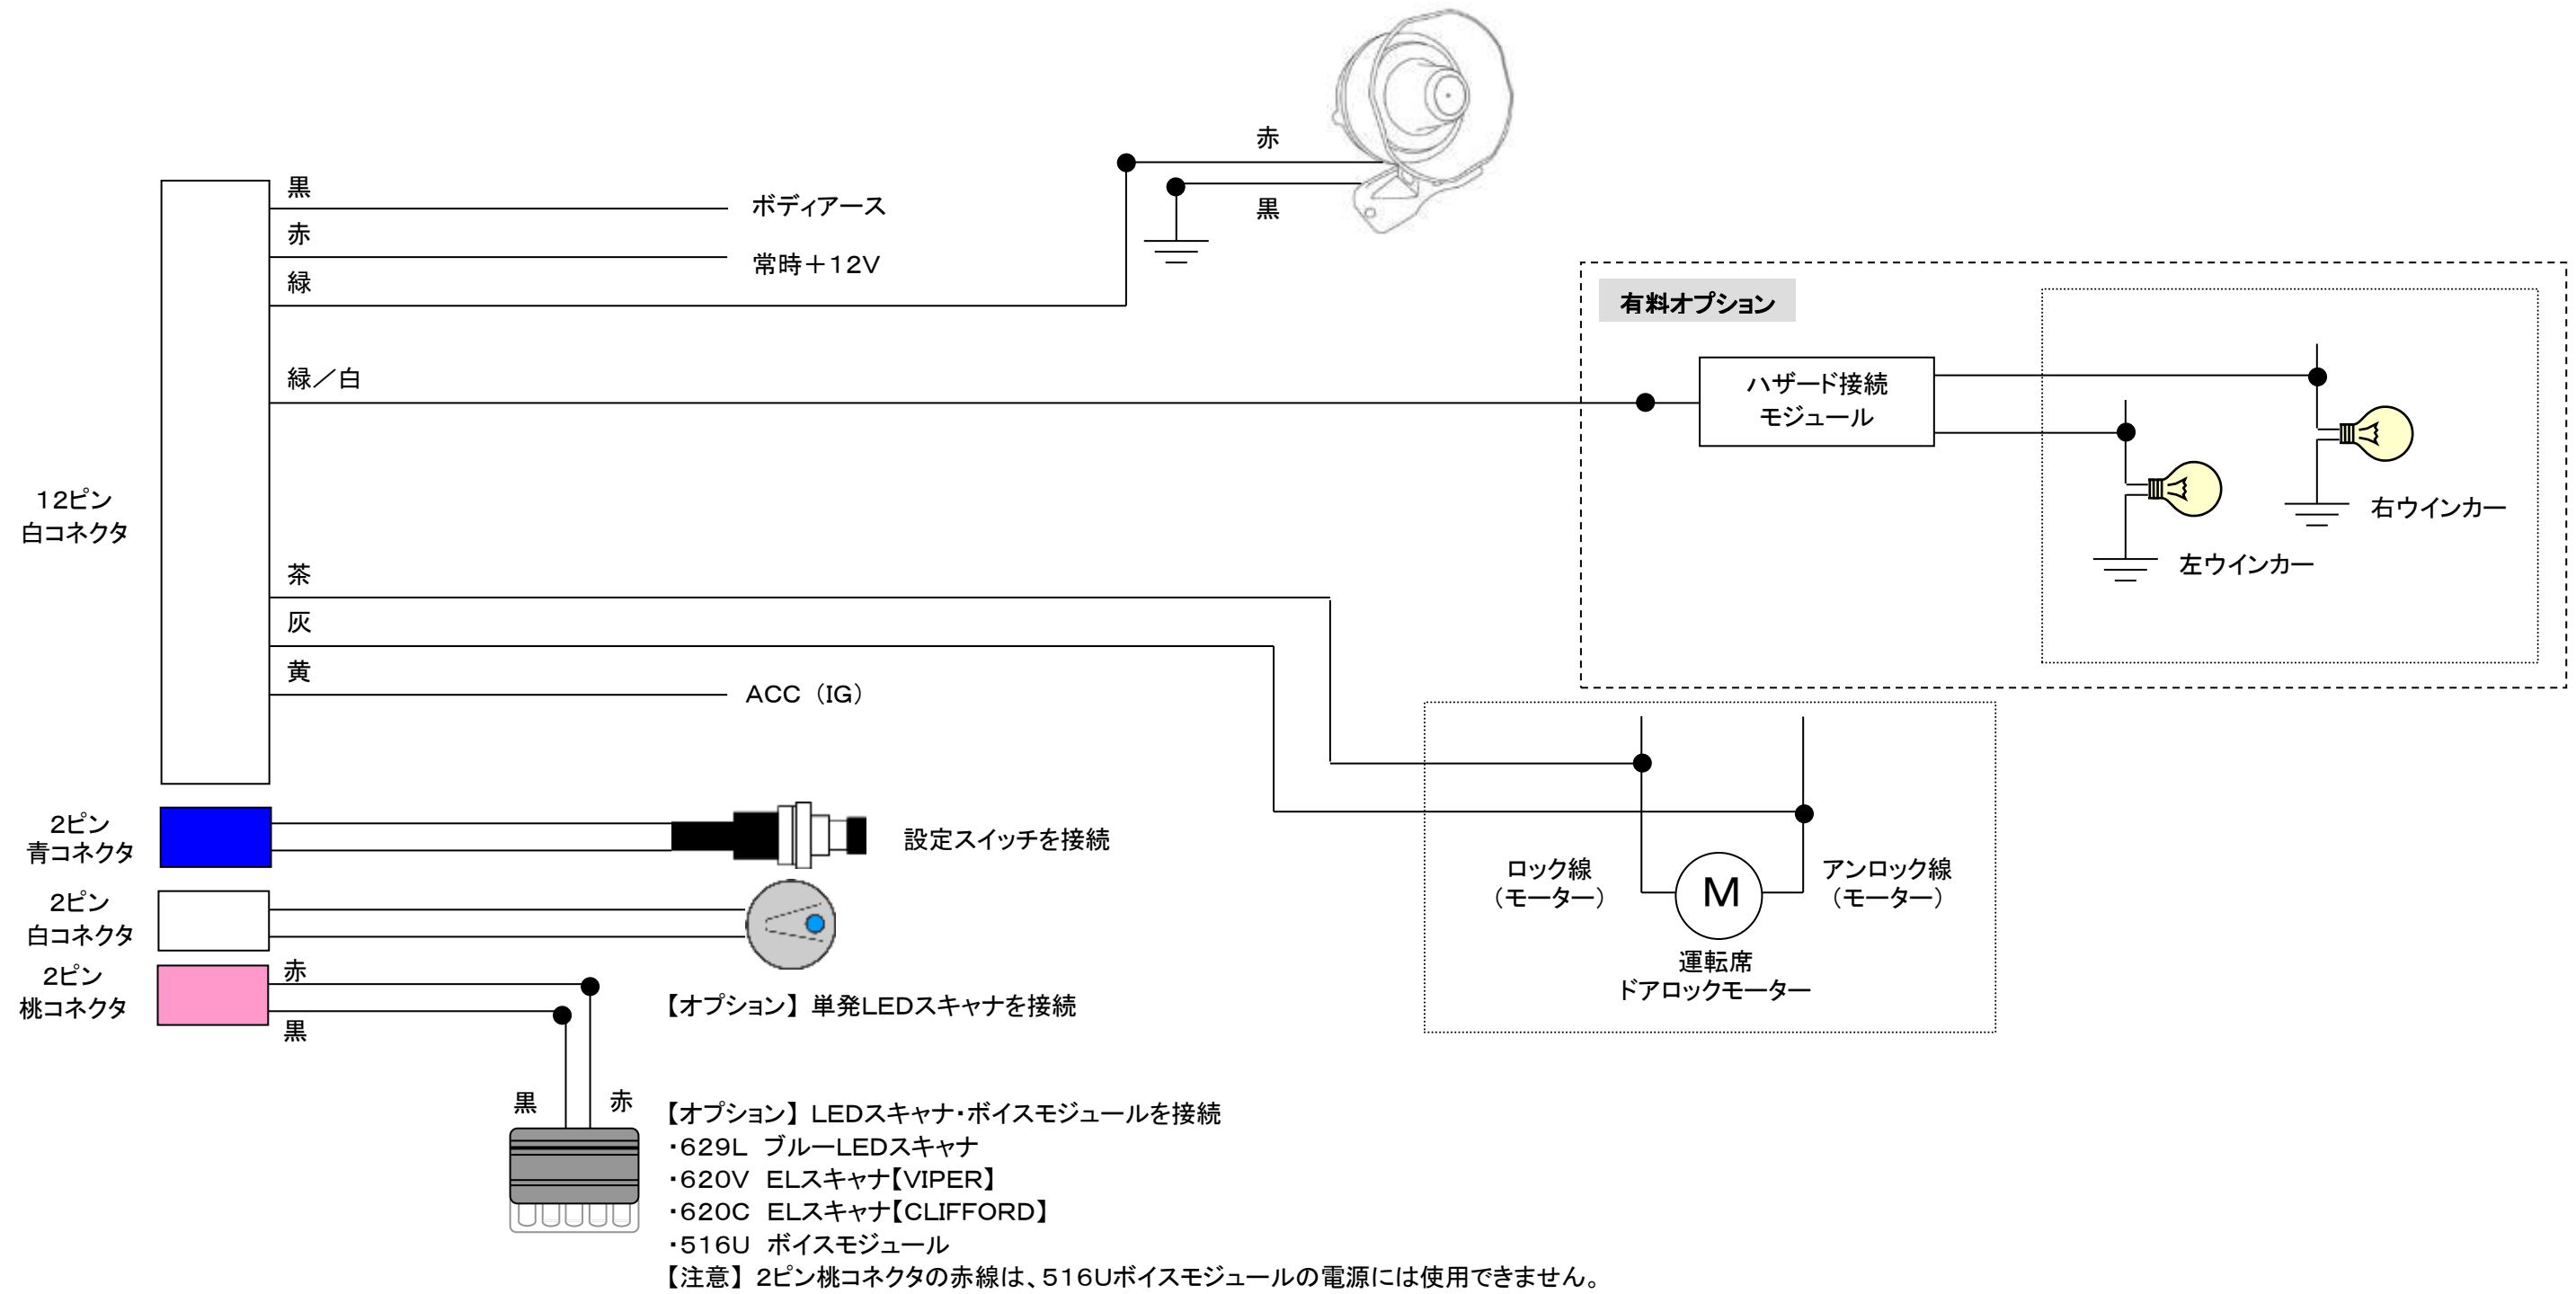 赤
黒
黒
ボディアース
赤
常時＋１２Ｖ
緑
有料オプション
緑／白
ハザード接続
モジュール
１２ピン
白コネクタ
右ウインカー
左ウインカー
茶
灰
黄
ＡＣＣ（ＩＧ）
２ピン
青コネクタ
設定スイッチを接続
ロック線
（モーター）
Ｍ
アンロック線
（モーター）
運転席
ドアロックモーター
２ピン
白コネクタ
２ピン
桃コネクタ
赤
黒
【オプション】単発ＬＥＤスキャナを接続
黒
赤
【オプション】ＬＥＤスキャナ・ボイスモジュールを接続
・６２９Ｌ　ブルーＬＥＤスキャナ
・６２０Ｖ　ＥＬスキャナ【ＶＩＰＥＲ】
・６２０Ｃ　ＥＬスキャナ【ＣＬＩＦＦＯＲＤ】
・５１６Ｕ　ボイスモジュール
【注意】２ピン桃コネクタの赤線は、５１６Ｕボイスモジュールの電源には使用できません。